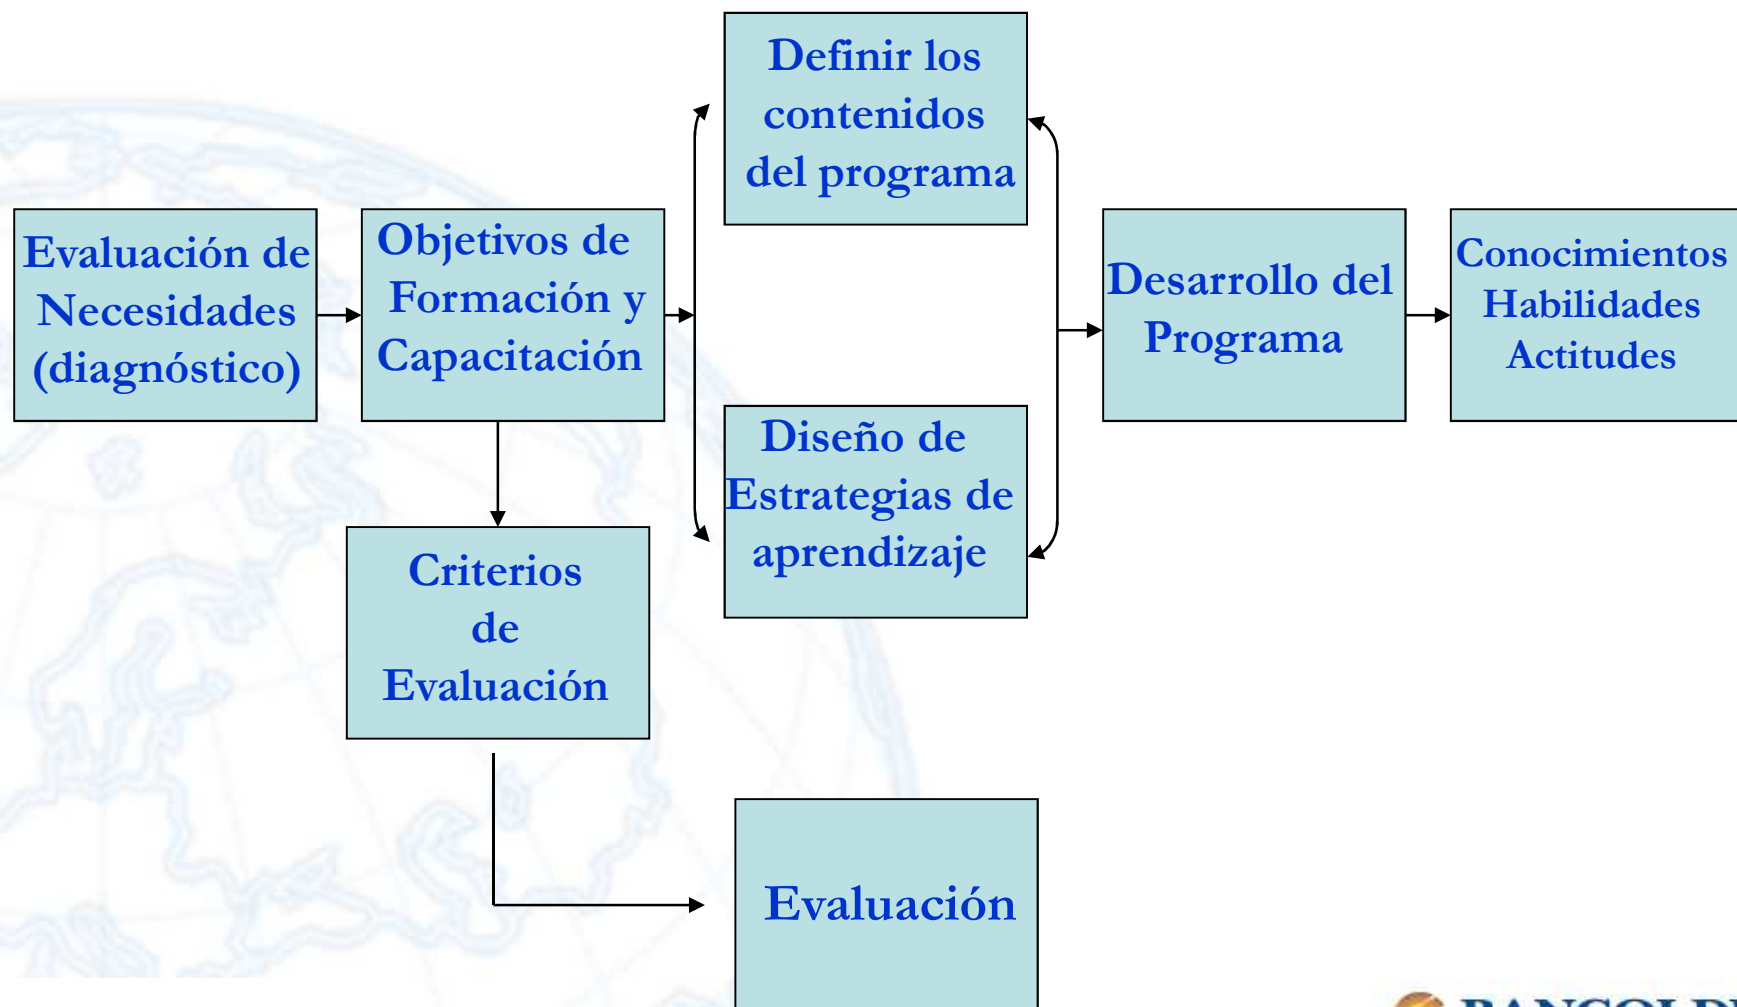 Definir los
contenidos
del programa
Evaluación de
Necesidades
(diagnóstico)
Objetivos de
Formación y
Capacitación
Desarrollo del
Programa
Conocimientos
Habilidades
Actitudes
Diseño de
Estrategias de
aprendizaje
Criterios
de
Evaluación
Evaluación